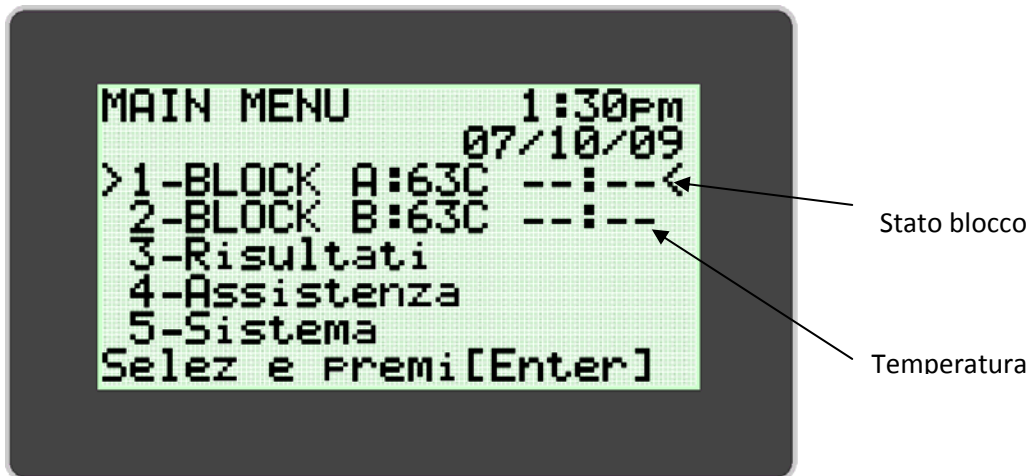 MAIN MENU 1:30pm
07/10/09
>1-BLOCK A:63C --:--<
2-BLOCK B:63C --:--
3-Risultati
4-Assistenza
5-Sistema
Selez e premi[Enter]
Stato blocco
Temperatura